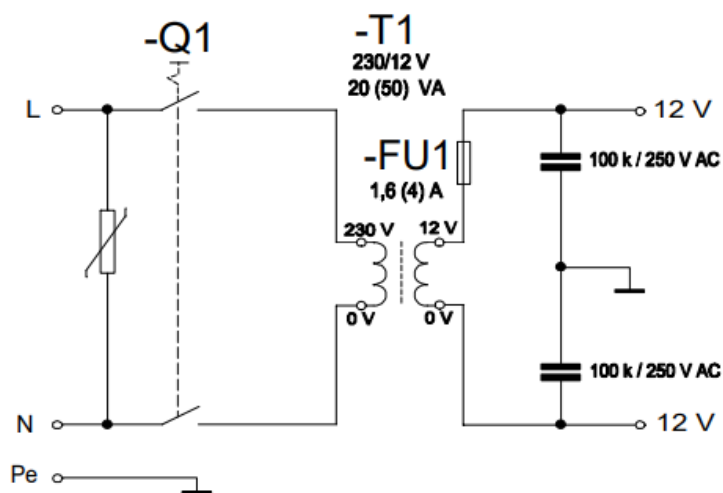 -Q1
-T1
230/12 V
20 (50) VA
L
12 V
-FU1
1,6 (4) A
100 k / 250 V AC
230 V
12 V
0 V
0 V
100 k / 250 V AC
N
12 V
Pe